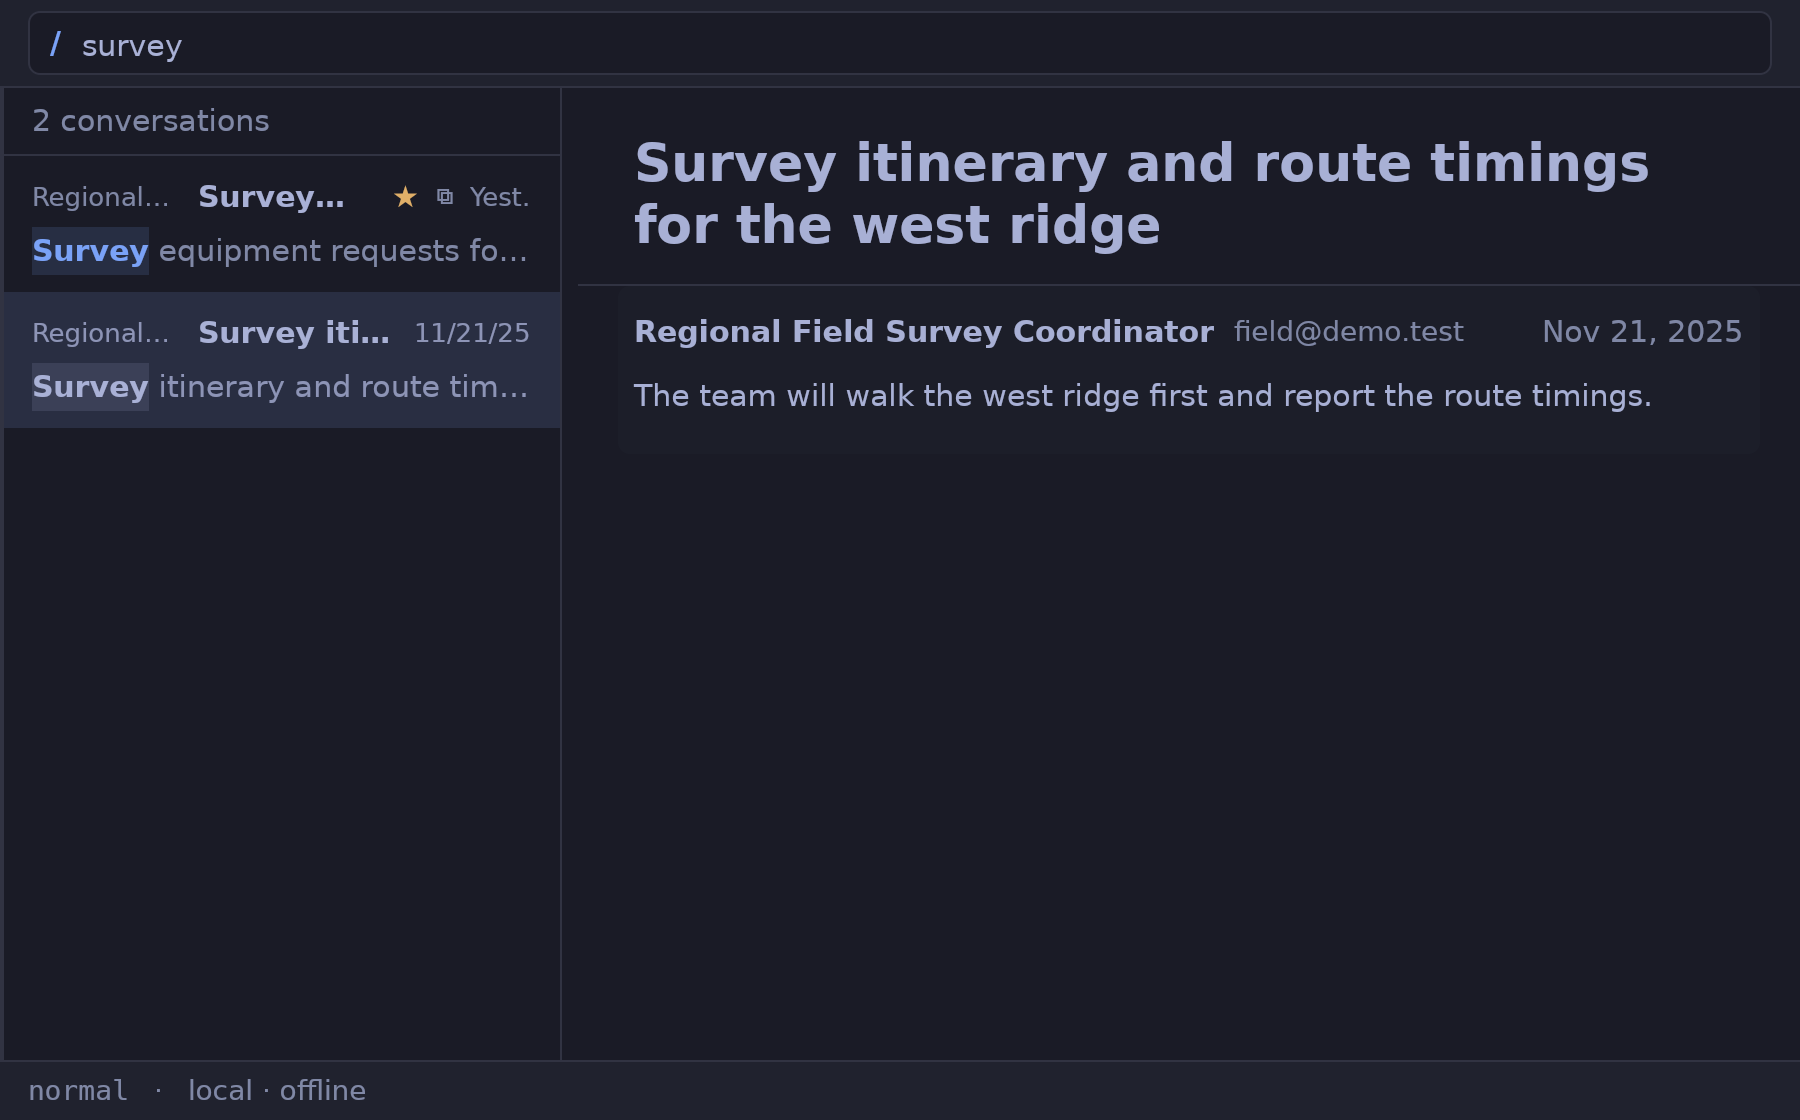 / survey
2 conversations
Regional… Survey… ★ ⧉ Yest.
Survey equipment requests fo…
Regional… Survey iti… 11/21/25
Survey itinerary and route tim…
Survey itinerary and route timings
for the west ridge
Regional Field Survey Coordinator field@demo.test Nov 21, 2025
The team will walk the west ridge first and report the route timings.
normal · local · offline